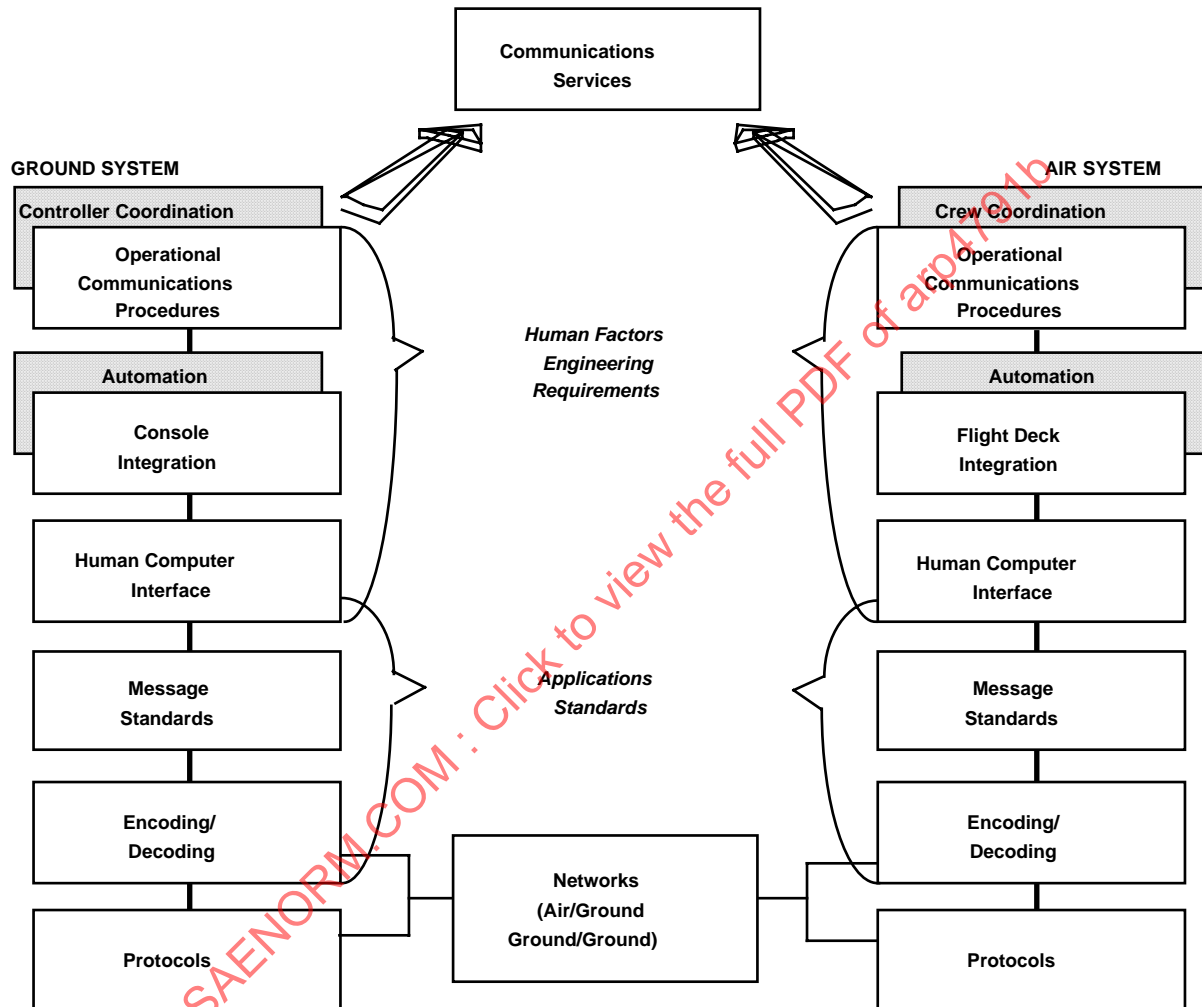 Communications
Services
GROUND SYSTEM
Controller Coordination
Operational
Communications
Procedures
Automation
Console
Integration
Human Computer
Interface
Message
Standards
Encoding/
Decoding
Protocols
Human Factors
Engineering
Requirements
Applications
Standards
Networks
(Air/Ground
Ground/Ground)
AIR SYSTEM
Crew Coordination
Operational
Communications
Procedures
Automation
Flight Deck
Integration
Human Computer
Interface
Message
Standards
Encoding/
Decoding
Protocols
SAENORM.COM : Click to view the full PDF of arp4791b